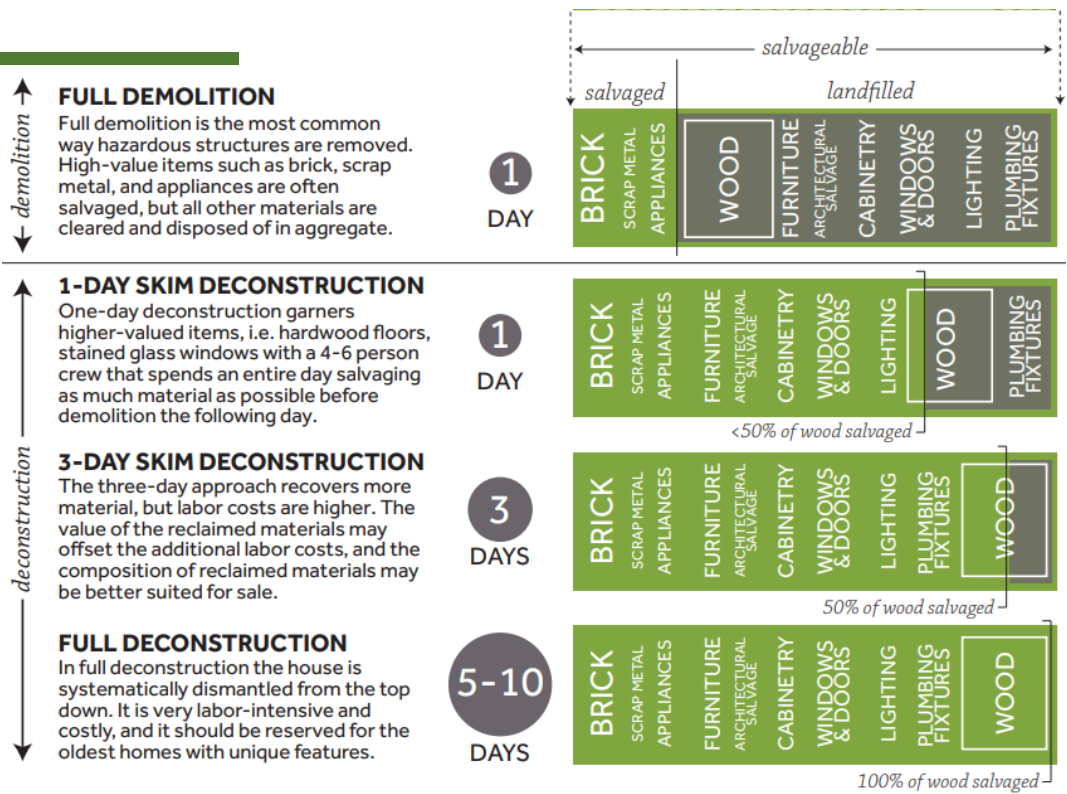 salvageable
salvaged
landfilled
demolition
FULL DEMOLITION
Full demolition is the most common
way hazardous structures are removed.
High-value items such as brick, scrap
metal, and appliances are often
salvaged, but all other materials are
cleared and disposed of in aggregate.
1
DAY
BRICK
SCRAP METAL
APPLIANCES
WOOD
FURNITURE
ARCHITECTURAL
SALVAGE
CABINETRY
WINDOWS
& DOORS
LIGHTING
PLUMBING
FIXTURES
deconstruction
1-DAY SKIM DECONSTRUCTION
One-day deconstruction garners
higher-valued items, i.e. hardwood floors,
stained glass windows with a 4-6 person
crew that spends an entire day salvaging
as much material as possible before
demolition the following day.
1
DAY
BRICK
SCRAP METAL
APPLIANCES
FURNITURE
ARCHITECTURAL
SALVAGE
CABINETRY
WINDOWS
& DOORS
LIGHTING
WOOD
PLUMBING
FIXTURES
<50% of wood salvaged
3-DAY SKIM DECONSTRUCTION
The three-day approach recovers more
material, but labor costs are higher. The
value of the reclaimed materials may
offset the additional labor costs, and the
composition of reclaimed materials may
be better suited for sale.
3
DAYS
BRICK
SCRAP METAL
APPLIANCES
FURNITURE
ARCHITECTURAL
SALVAGE
CABINETRY
WINDOWS
& DOORS
LIGHTING
PLUMBING
FIXTURES
WOOD
50% of wood salvaged
FULL DECONSTRUCTION
In full deconstruction the house is
systematically dismantled from the top
down. It is very labor-intensive and
costly, and it should be reserved for the
oldest homes with unique features.
5-10
DAYS
BRICK
SCRAP METAL
APPLIANCES
FURNITURE
ARCHITECTURAL
SALVAGE
CABINETRY
WINDOWS
& DOORS
LIGHTING
PLUMBING
FIXTURES
WOOD
100% of wood salvaged